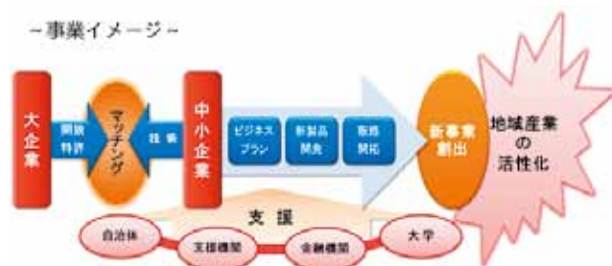 ~事業イメージ~
大企業
開放
特許
マッチング
技術
中小企業
ビジネス
プラン
新製品
開発
販路
開拓
新事業
創出
地域産業
の
活性化
支援
自治体
支援機関
金融機関
大学